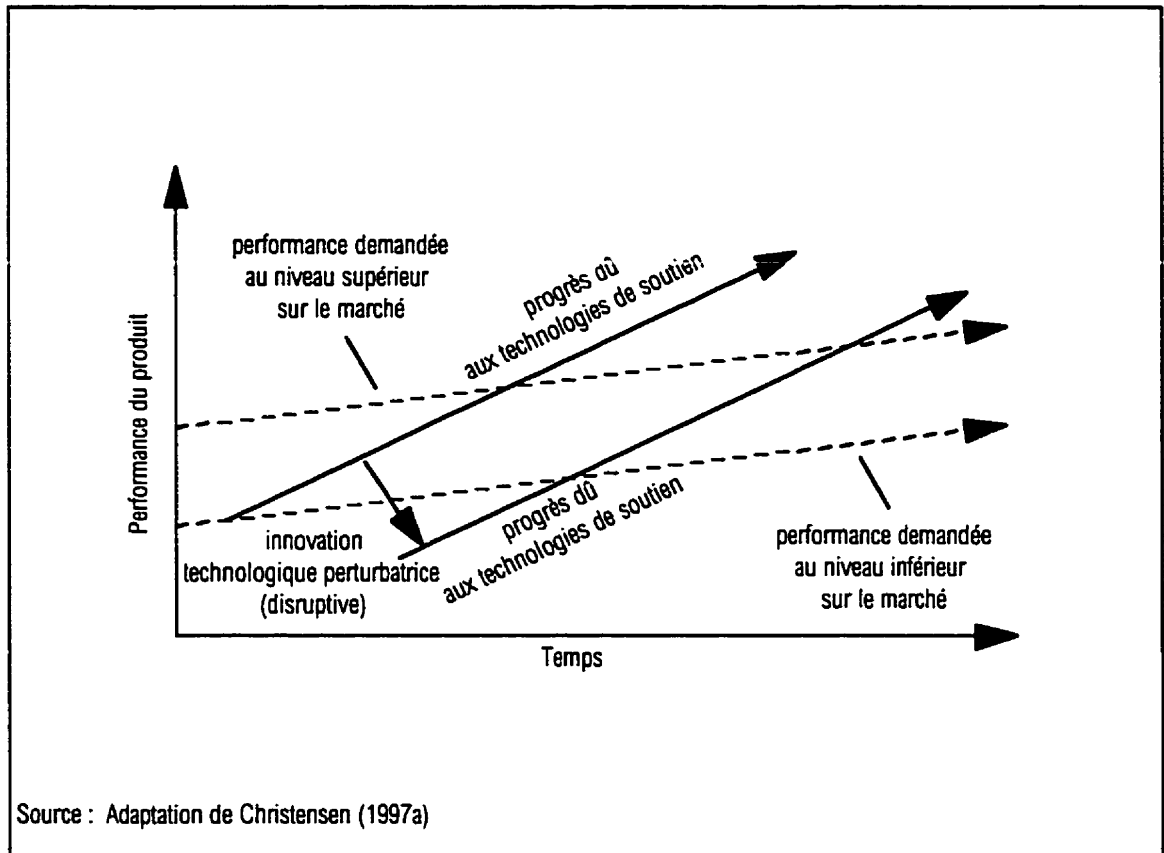 performance demandée
au niveau supérieur
sur le marché
progrès dû
aux technologies de soutien
Performance du produit
innovation
technologique perturbatrice
(disruptive)
progrès dû
aux technologies de soutien
performance demandée
au niveau inférieur
sur le marché
Temps
Source : Adaptation de Christensen (1997a)